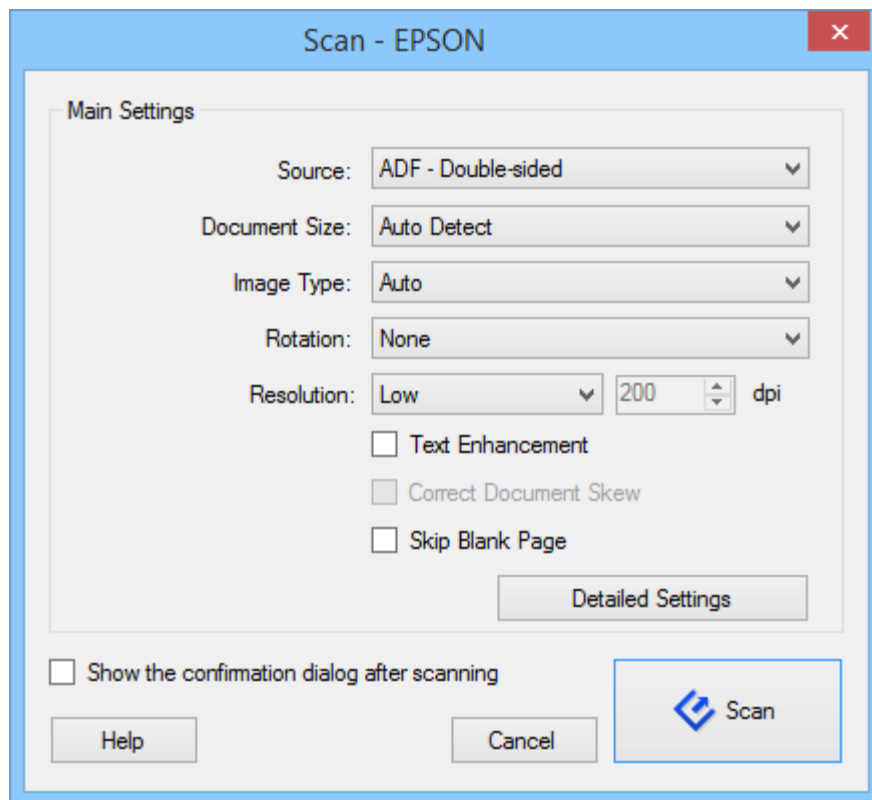 Scan - EPSON
Main Settings
Source: ADF - Double-sided
Document Size: Auto Detect
Image Type: Auto
Rotation: None
Resolution: Low 200 dpi
Text Enhancement
Correct Document Skew
Skip Blank Page
Detailed Settings
Show the confirmation dialog after scanning
Scan
Help Cancel